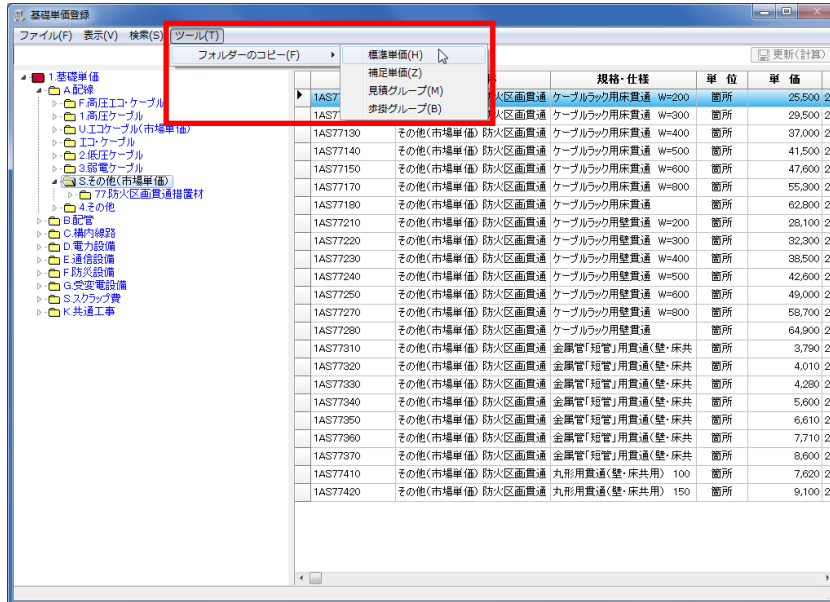 基礎単価登録
ファイル(F) 表示(V) 検索(S) ツール(T)
フォルダーのコピー(F)
標準単価(H)
補足単価(Z)
見積グループ(M)
歩掛グループ(B)
更新(計算)
1.基礎単価
A.配線
F.高圧エコ・ケーブル
1.高圧ケーブル
U.エコケーブル(市場単価)
エコ・ケーブル
2.低圧ケーブル
3.弱電ケーブル
S.その他(市場単価)
77.防火区画貫通措置材
4.その他
B.配管
C.構内線路
D.電力設備
E.通信設備
F.防災設備
G.受変電設備
S.スクラップ費
K.共通工事
規格・仕様 単 位 単 価
1AS77 火区画貫通 ケーブルラック用床貫通 W=200 箇所 25,500 2
1AS77 火区画貫通 ケーブルラック用床貫通 W=300 箇所 29,500 2
1AS77130 その他(市場単価) 防火区画貫通 ケーブルラック用床貫通 W=400 箇所 37,000 2
1AS77140 その他(市場単価) 防火区画貫通 ケーブルラック用床貫通 W=500 箇所 41,500 2
1AS77150 その他(市場単価) 防火区画貫通 ケーブルラック用床貫通 W=600 箇所 47,600 2
1AS77170 その他(市場単価) 防火区画貫通 ケーブルラック用床貫通 W=800 箇所 55,300 2
1AS77180 その他(市場単価) 防火区画貫通 ケーブルラック用床貫通 箇所 62,800 2
1AS77210 その他(市場単価) 防火区画貫通 ケーブルラック用壁貫通 W=200 箇所 28,100 2
1AS77220 その他(市場単価) 防火区画貫通 ケーブルラック用壁貫通 W=300 箇所 32,300 2
1AS77230 その他(市場単価) 防火区画貫通 ケーブルラック用壁貫通 W=400 箇所 38,500 2
1AS77240 その他(市場単価) 防火区画貫通 ケーブルラック用壁貫通 W=500 箇所 42,600 2
1AS77250 その他(市場単価) 防火区画貫通 ケーブルラック用壁貫通 W=600 箇所 49,000 2
1AS77270 その他(市場単価) 防火区画貫通 ケーブルラック用壁貫通 W=800 箇所 58,700 2
1AS77280 その他(市場単価) 防火区画貫通 ケーブルラック用壁貫通 箇所 64,900 2
1AS77310 その他(市場単価) 防火区画貫通 金属管「短管」用貫通(壁・床共 箇所 3,790 2
1AS77320 その他(市場単価) 防火区画貫通 金属管「短管」用貫通(壁・床共 箇所 4,010 2
1AS77330 その他(市場単価) 防火区画貫通 金属管「短管」用貫通(壁・床共 箇所 4,280 2
1AS77340 その他(市場単価) 防火区画貫通 金属管「短管」用貫通(壁・床共 箇所 5,600 2
1AS77350 その他(市場単価) 防火区画貫通 金属管「短管」用貫通(壁・床共 箇所 6,610 2
1AS77360 その他(市場単価) 防火区画貫通 金属管「短管」用貫通(壁・床共 箇所 7,710 2
1AS77370 その他(市場単価) 防火区画貫通 金属管「短管」用貫通(壁・床共 箇所 8,600 2
1AS77410 その他(市場単価) 防火区画貫通 丸形用貫通(壁・床共用) 100 箇所 7,620 2
1AS77420 その他(市場単価) 防火区画貫通 丸形用貫通(壁・床共用) 150 箇所 9,100 2